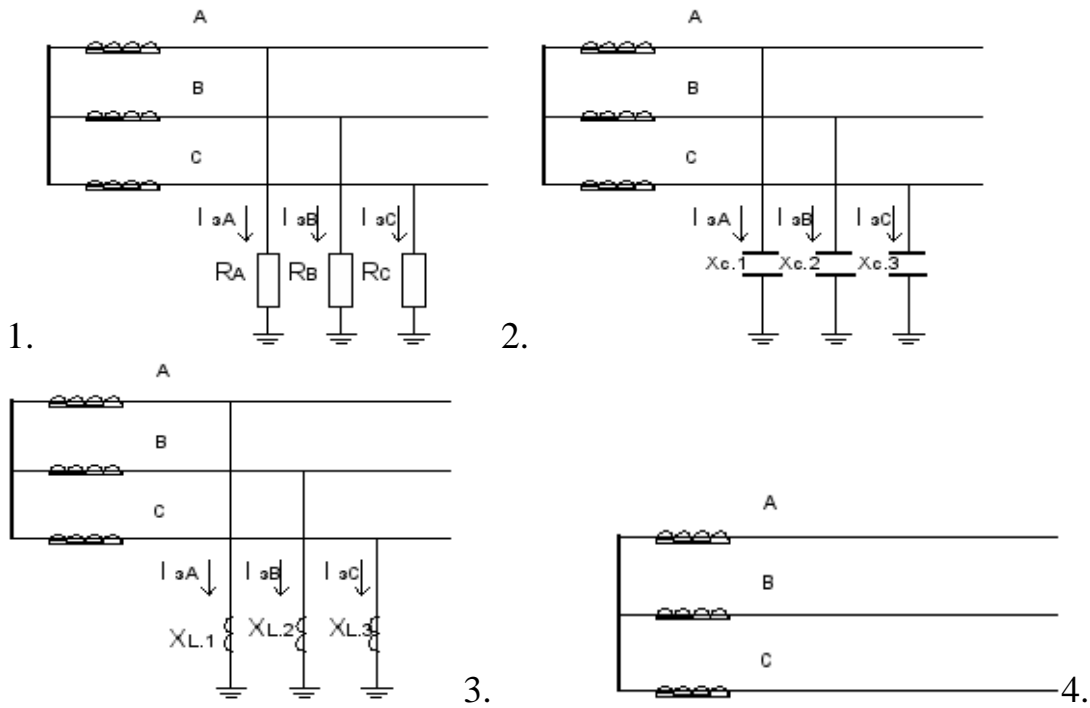 A
B
C
I зA I зB I зC
RA RB RC
1.
A
B
C
I зA I зB I зC
Xc.1 Xc.2 Xc.3
2.
A
B
C
I зA I зB I зC
XL.1 XL.2 XL.3
3.
A
B
C
4.